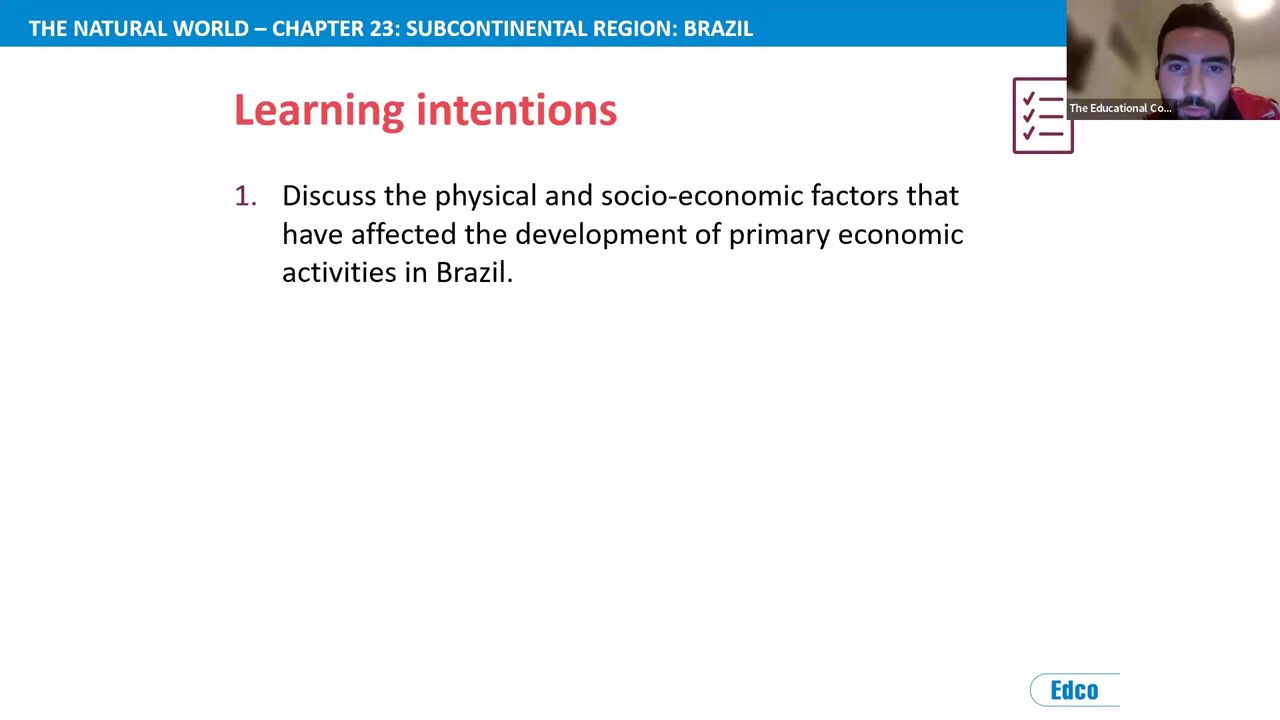 THE NATURAL WORLD – CHAPTER 23: SUBCONTINENTAL REGION: BRAZIL
The Educational Co...
Learning intentions
1. Discuss the physical and socio-economic factors that
have affected the development of primary economic
activities in Brazil.
Edco